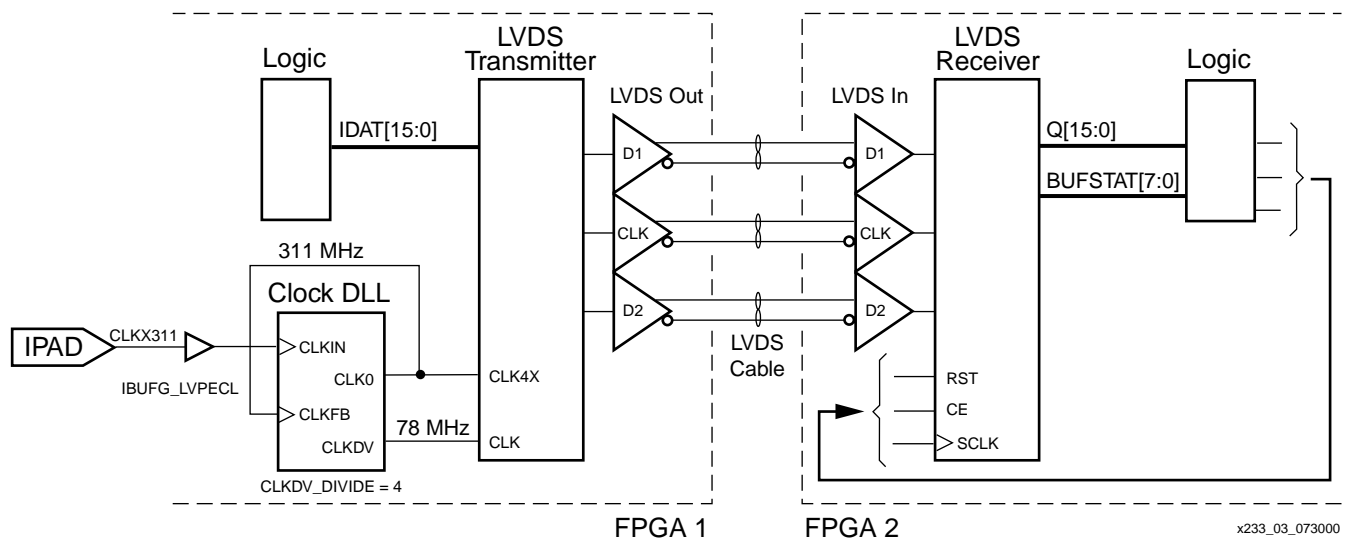 LVDS
Transmitter
Logic
LVDS Out
IDAT[15:0]
D1
CLK
D2
311 MHz
Clock DLL
IPAD
CLKX311
IBUFG_LVPECL
CLKIN
CLK0
CLKFB
CLKDV
CLK4X
78 MHz
CLK
CLKDV_DIVIDE = 4
FPGA 1
LVDS
Cable
LVDS
Receiver
Logic
LVDS In
D1
CLK
D2
Q[15:0]
BUFSTAT[7:0]
RST
CE
SCLK
FPGA 2
x233_03_073000